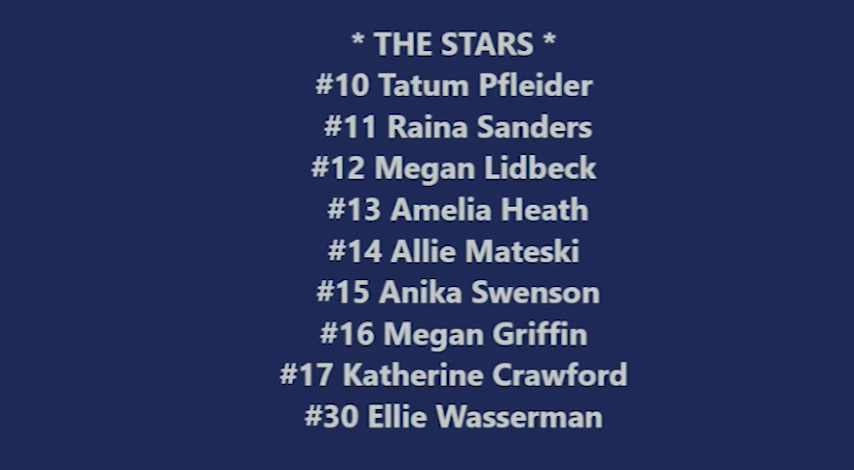 * THE STARS *
#10 Tatum Pfleider
#11 Raina Sanders
#12 Megan Lidbeck
#13 Amelia Heath
#14 Allie Mateski
#15 Anika Swenson
#16 Megan Griffin
#17 Katherine Crawford
#30 Ellie Wasserman